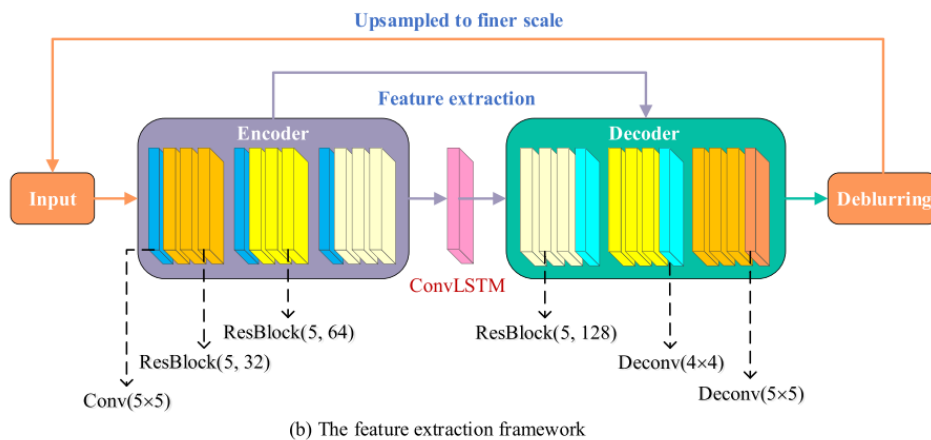 Upsampled to finer scale
Feature extraction
Encoder
Decoder
Input
Deblurring
ConvLSTM
ResBlock(5, 64)
ResBlock(5, 128)
ResBlock(5, 32)
Deconv(4×4)
Conv(5×5)
Deconv(5×5)
(b) The feature extraction framework